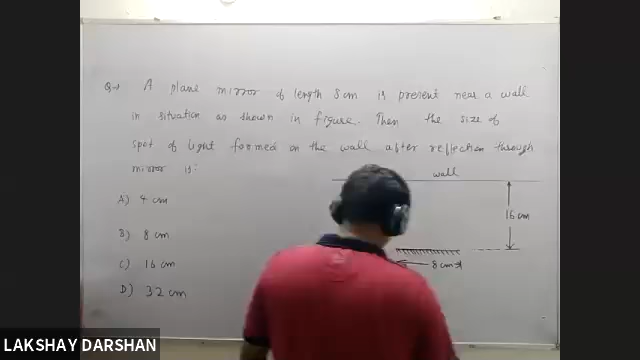 Q→ A plane mirror of length 8 cm is present near a wall
in situation as shown in figure. Then the size of
spot of light formed on the wall after reflection through
mirror is:
wall
A) 4 cm
16 cm
B) 8 cm
C) 16 cm
8 cm
D) 32 cm
LAKSHAY DARSHAN